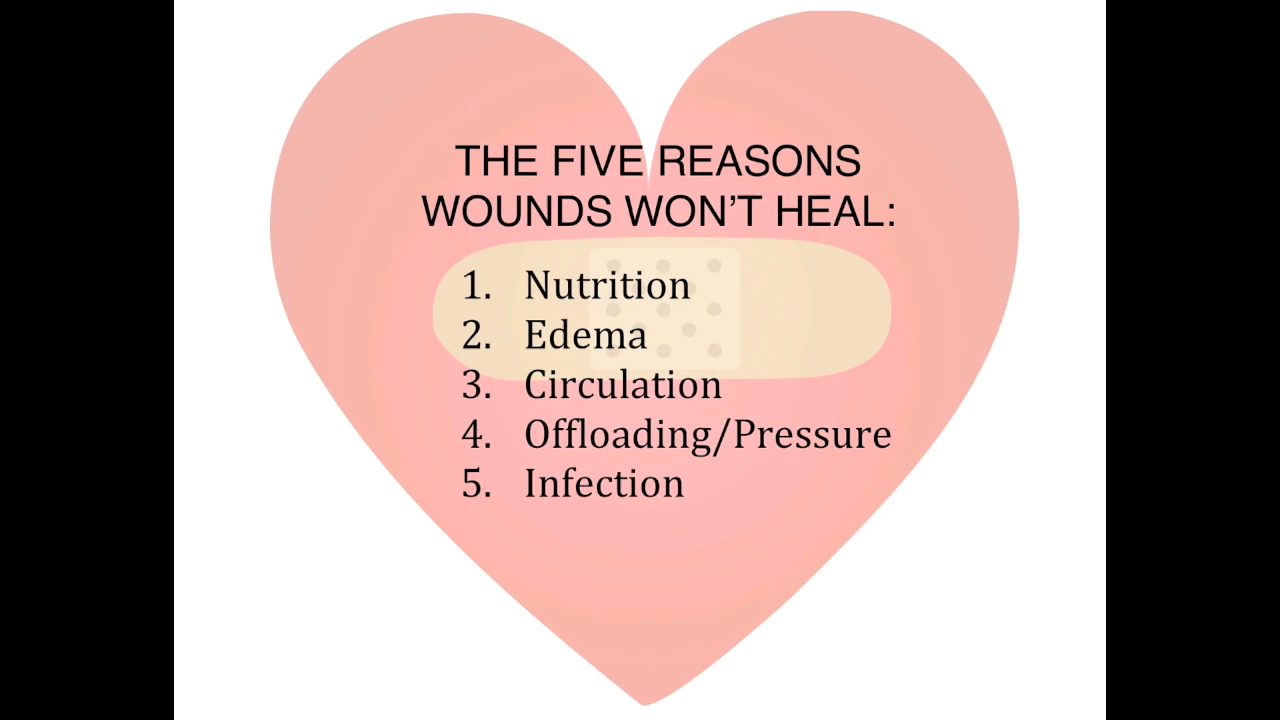 THE FIVE REASONS
WOUNDS WON’T HEAL:
1. Nutrition
2. Edema
3. Circulation
4. Offloading/Pressure
5. Infection